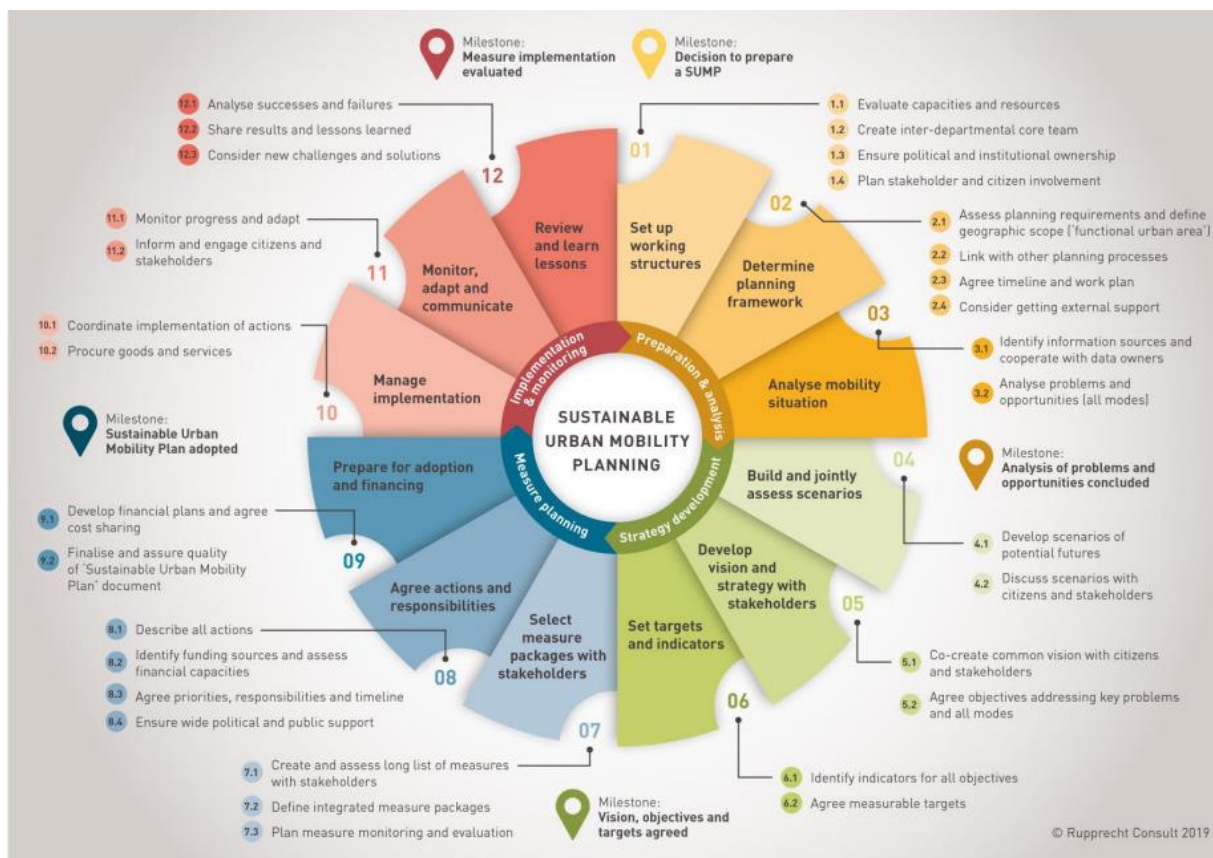 Milestone:
Measure implementation
evaluated
Milestone:
Decision to prepare
a SUMP
12.1 Analyse successes and failures
12.2 Share results and lessons learned
12.3 Consider new challenges and solutions
1.1 Evaluate capacities and resources
1.2 Create inter-departmental core team
1.3 Ensure political and institutional ownership
1.4 Plan stakeholder and citizen involvement
11.1 Monitor progress and adapt
11.2 Inform and engage citizens and
stakeholders
2.1 Assess planning requirements and define
geographic scope (‘functional urban area’)
2.2 Link with other planning processes
2.3 Agree timeline and work plan
2.4 Consider getting external support
10.1 Coordinate implementation of actions
10.2 Procure goods and services
3.1 Identify information sources and
cooperate with data owners
3.2 Analyse problems and
opportunities (all modes)
Milestone:
Sustainable Urban
Mobility Plan adopted
Milestone:
Analysis of problems and
opportunities concluded
01
Set up
working
structures
02
Determine
planning
framework
03
Analyse mobility
situation
04
Build and jointly
assess scenarios
05
Develop
vision and
strategy with
stakeholders
06
Set targets
and indicators
07
Select
measure
packages with
stakeholders
08
Agree actions and
responsibilities
09
Prepare for adoption
and financing
10
Manage
implementation
11
Monitor,
adapt and
communicate
12
Review
and learn
lessons
Preparation & analysis
Strategy development
Measure planning
Implementation
& monitoring
SUSTAINABLE
URBAN MOBILITY
PLANNING
9.1 Develop financial plans and agree
cost sharing
9.2 Finalise and assure quality
of ‘Sustainable Urban Mobility
Plan’ document
4.1 Develop scenarios of
potential futures
4.2 Discuss scenarios with
citizens and stakeholders
8.1 Describe all actions
8.2 Identify funding sources and assess
financial capacities
8.3 Agree priorities, responsibilities and timeline
8.4 Ensure wide political and public support
5.1 Co-create common vision with citizens
and stakeholders
5.2 Agree objectives addressing key problems
and all modes
7.1 Create and assess long list of measures
with stakeholders
7.2 Define integrated measure packages
7.3 Plan measure monitoring and evaluation
Milestone:
Vision, objectives and
targets agreed
6.1 Identify indicators for all objectives
6.2 Agree measurable targets
© Rupprecht Consult 2019